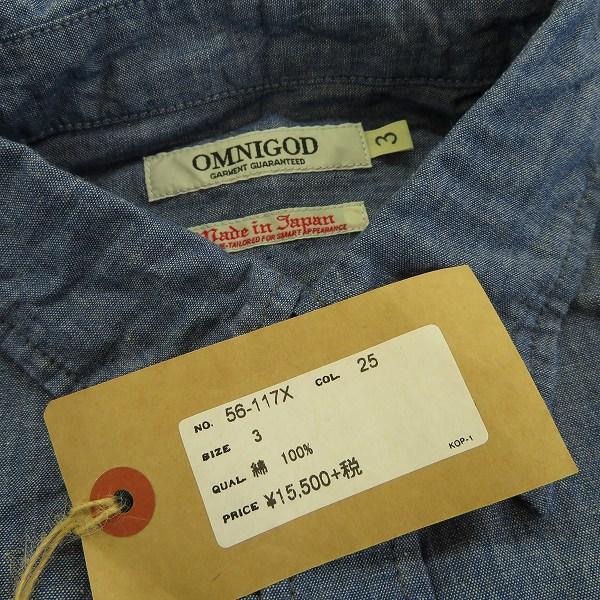 OMNIGOD
GARMENT GUARANTEED
3
Made in Japan
-TAILORED FOR SMART APPEARANCE
NO. 56-117X COL 25
SIZE 3
QUAL 綿 100%
PRICE ¥15,500+税
KOP-1